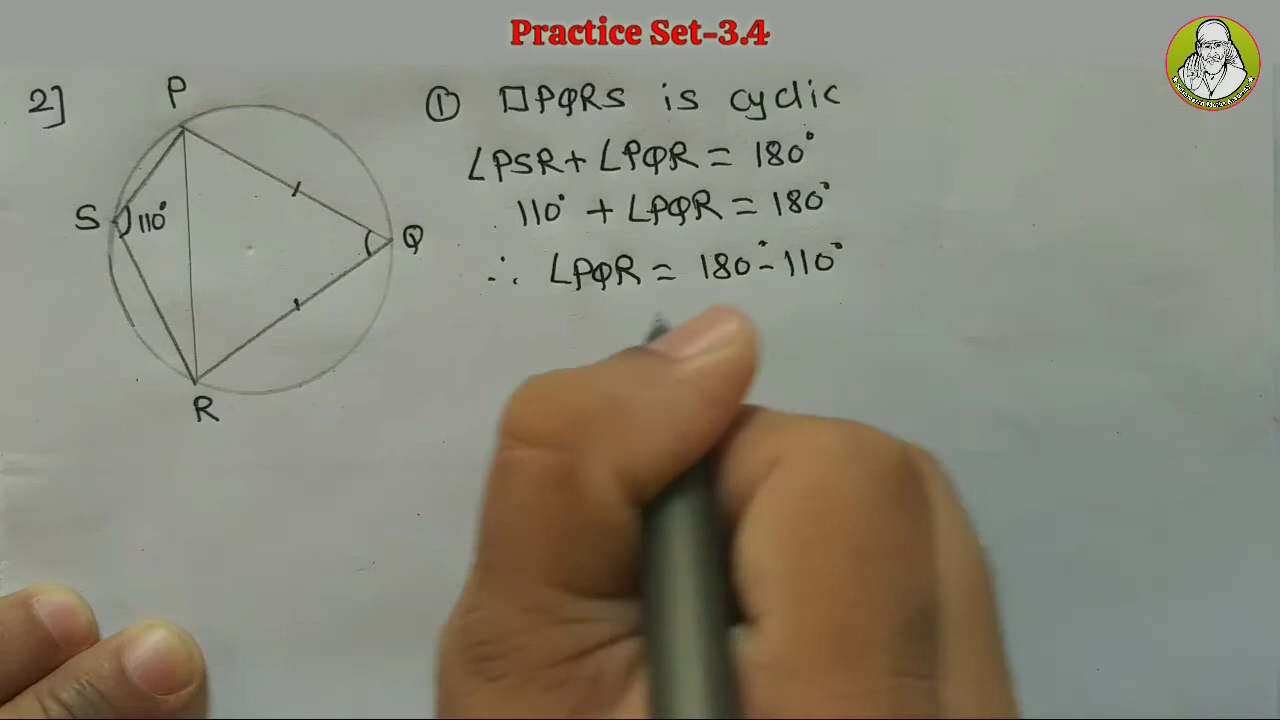 Practice Set-3.4
2]
P
S
110°
Q
R
① □PQRS is cyclic
∠PSR + ∠PQR = 180°
110° + ∠PQR = 180°
∴ ∠PQR = 180° - 110°